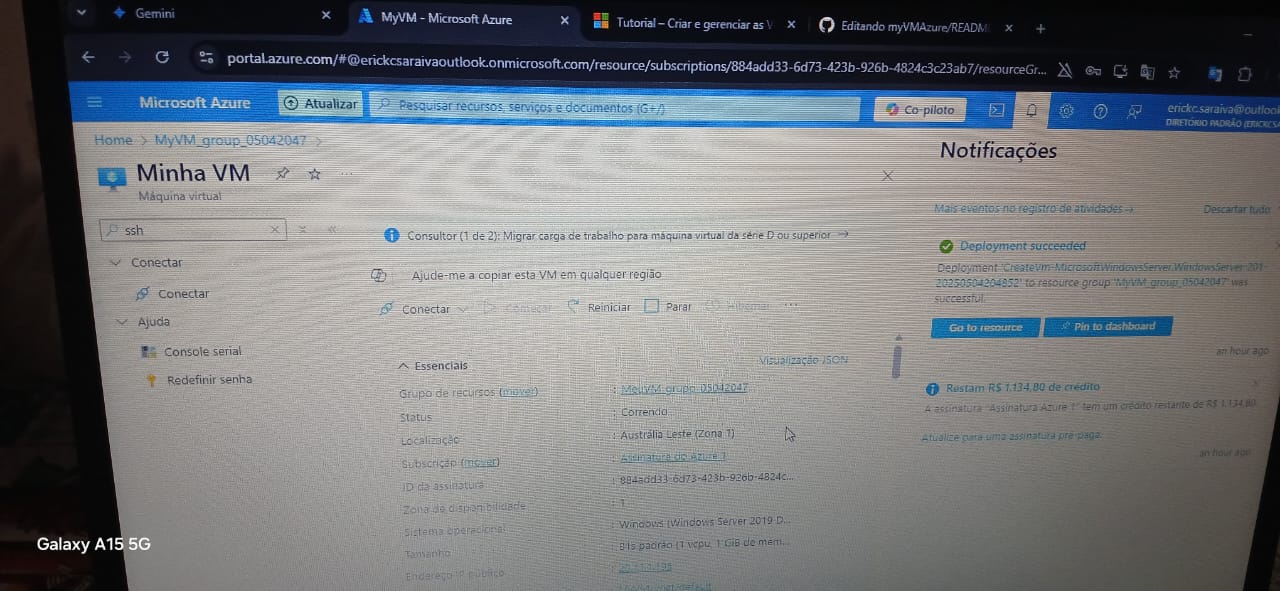 Gemini
MyVM - Microsoft Azure
Tutorial – Criar e gerenciar as V
Editando myVMAzure/READM
portal.azure.com/#@erickcsaraivaoutlook.onmicrosoft.com/resource/subscriptions/884add33-6d73-423b-926b-4824c3c23ab7/resourceGr...
Microsoft Azure
Atualizar
Pesquisar recursos, serviços e documentos (G+/)
Co-piloto
erickc.saraiva@outlook
DIRETÓRIO PADRÃO (ERICKCSA
Home > MyVM_group_05042047 >
Minha VM
Máquina virtual
ssh
Conectar
Conectar
Ajuda
Console serial
Redefinir senha
Consultor (1 de 2): Migrar carga de trabalho para máquina virtual da série D ou superior →
Ajude-me a copiar esta VM em qualquer região
Conectar
Começar
Reiniciar
Parar
Hibernar
...
Essenciais
Visualização JSON
Grupo de recursos (mover) : MeuVM_grupo_05042047
Status : Correndo
Localização : Austrália Leste (Zona 1)
Subscrição (mover) : Assinatura do Azure 1
ID da assinatura : 884add33-6d73-423b-926b-4824c...
Zona de disponibilidade : 1
Sistema operacional : Windows (Windows Server 2019 D...
Tamanho : B1s padrão (1 vcpu, 1 GiB de mem...
Endereço IP público
Notificações
Mais eventos no registro de atividades →
Descartar tudo
Deployment succeeded
Deployment 'CreateVm-MicrosoftWindowsServer.WindowsServer-201-
20250504204852' to resource group 'MyVM_group_05042047' was
successful.
Go to resource
Pin to dashboard
an hour ago
Restam R$ 1.134,80 de crédito
A assinatura "Assinatura Azure 1" tem um crédito restante de R$ 1.134,80.
Atualize para uma assinatura pré-paga.
an hour ago
Galaxy A15 5G